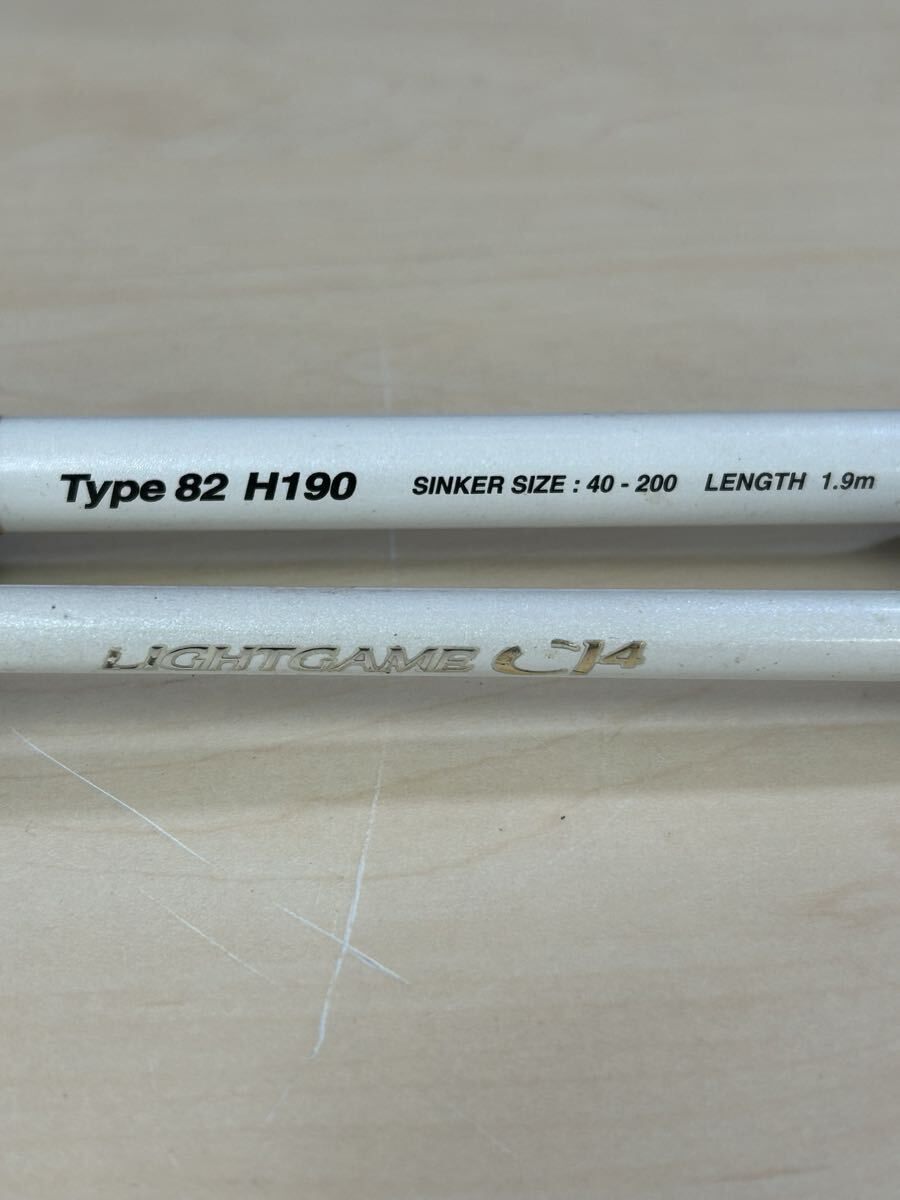 Type 82 H190 SINKER SIZE : 40 - 200 LENGTH 1.9m
LIGHTGAME CI4